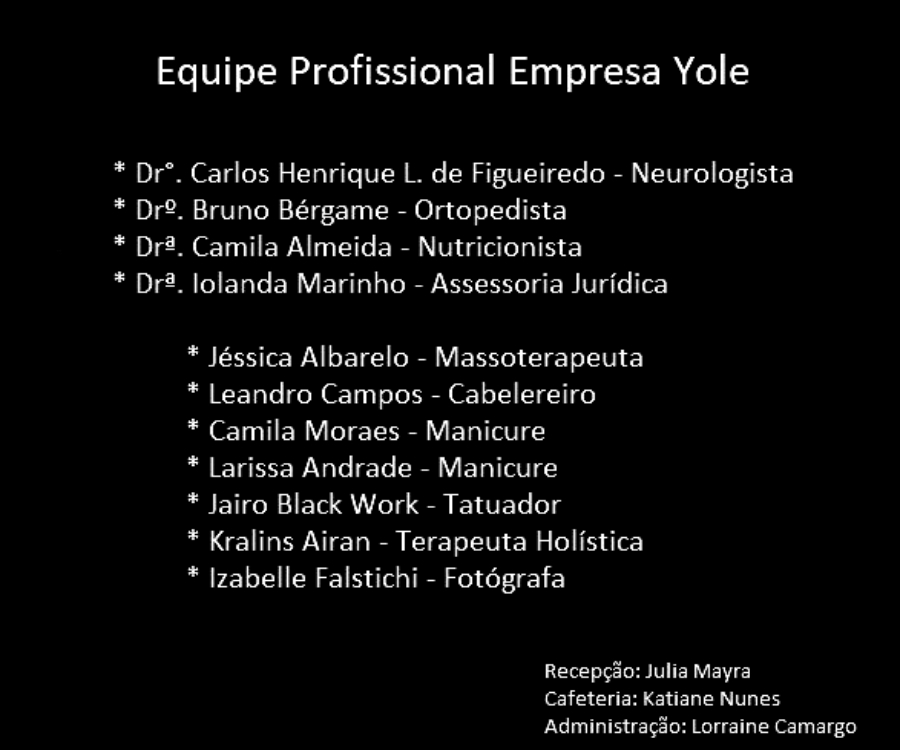 Equipe Profissional Empresa Yole
* Dr°. Carlos Henrique L. de Figueiredo - Neurologista
* Drº. Bruno Bérgame - Ortopedista
* Drª. Camila Almeida - Nutricionista
* Drª. Iolanda Marinho - Assessoria Jurídica
* Jéssica Albarelo - Massoterapeuta
* Leandro Campos - Cabelereiro
* Camila Moraes - Manicure
* Larissa Andrade - Manicure
* Jairo Black Work - Tatuador
* Kralins Airan - Terapeuta Holística
* Izabelle Falstichi - Fotógrafa
Recepção: Julia Mayra
Cafeteria: Katiane Nunes
Administração: Lorraine Camargo